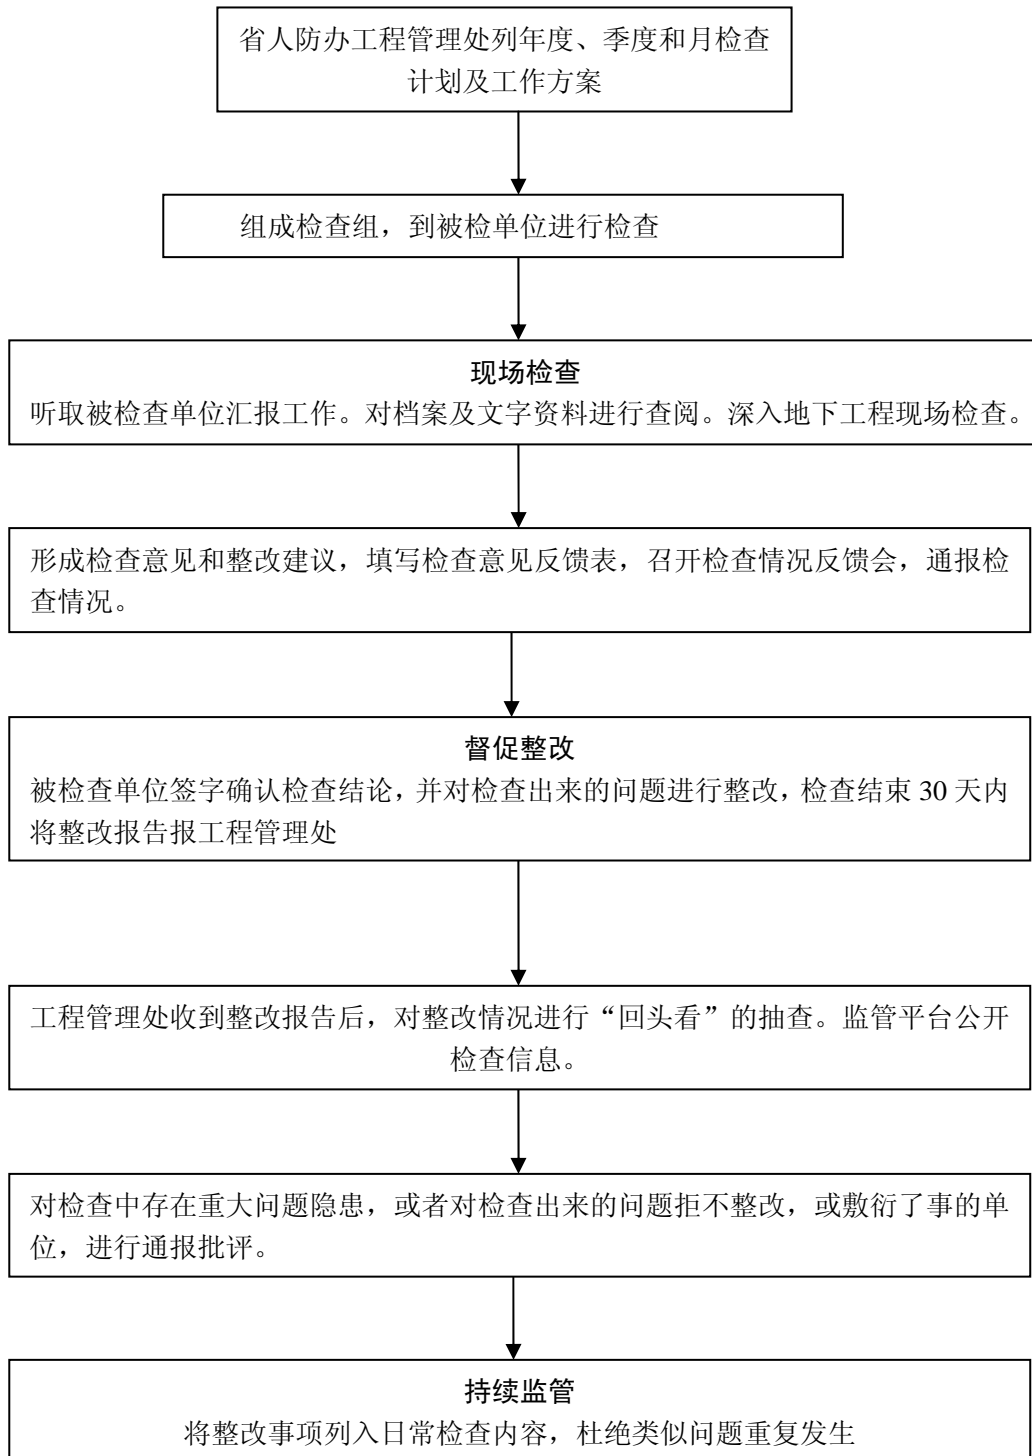 省人防办工程管理处列年度、季度和月检查
计划及工作方案
组成检查组，到被检单位进行检查
现场检查
听取被检查单位汇报工作。对档案及文字资料进行查阅。深入地下工程现场检查。
形成检查意见和整改建议，填写检查意见反馈表，召开检查情况反馈会，通报检
查情况。
督促整改
被检查单位签字确认检查结论，并对检查出来的问题进行整改，检查结束 30 天内
将整改报告报工程管理处
工程管理处收到整改报告后，对整改情况进行“回头看”的抽查。监管平台公开
检查信息。
对检查中存在重大问题隐患，或者对检查出来的问题拒不整改，或敷衍了事的单
位，进行通报批评。
持续监管
将整改事项列入日常检查内容，杜绝类似问题重复发生